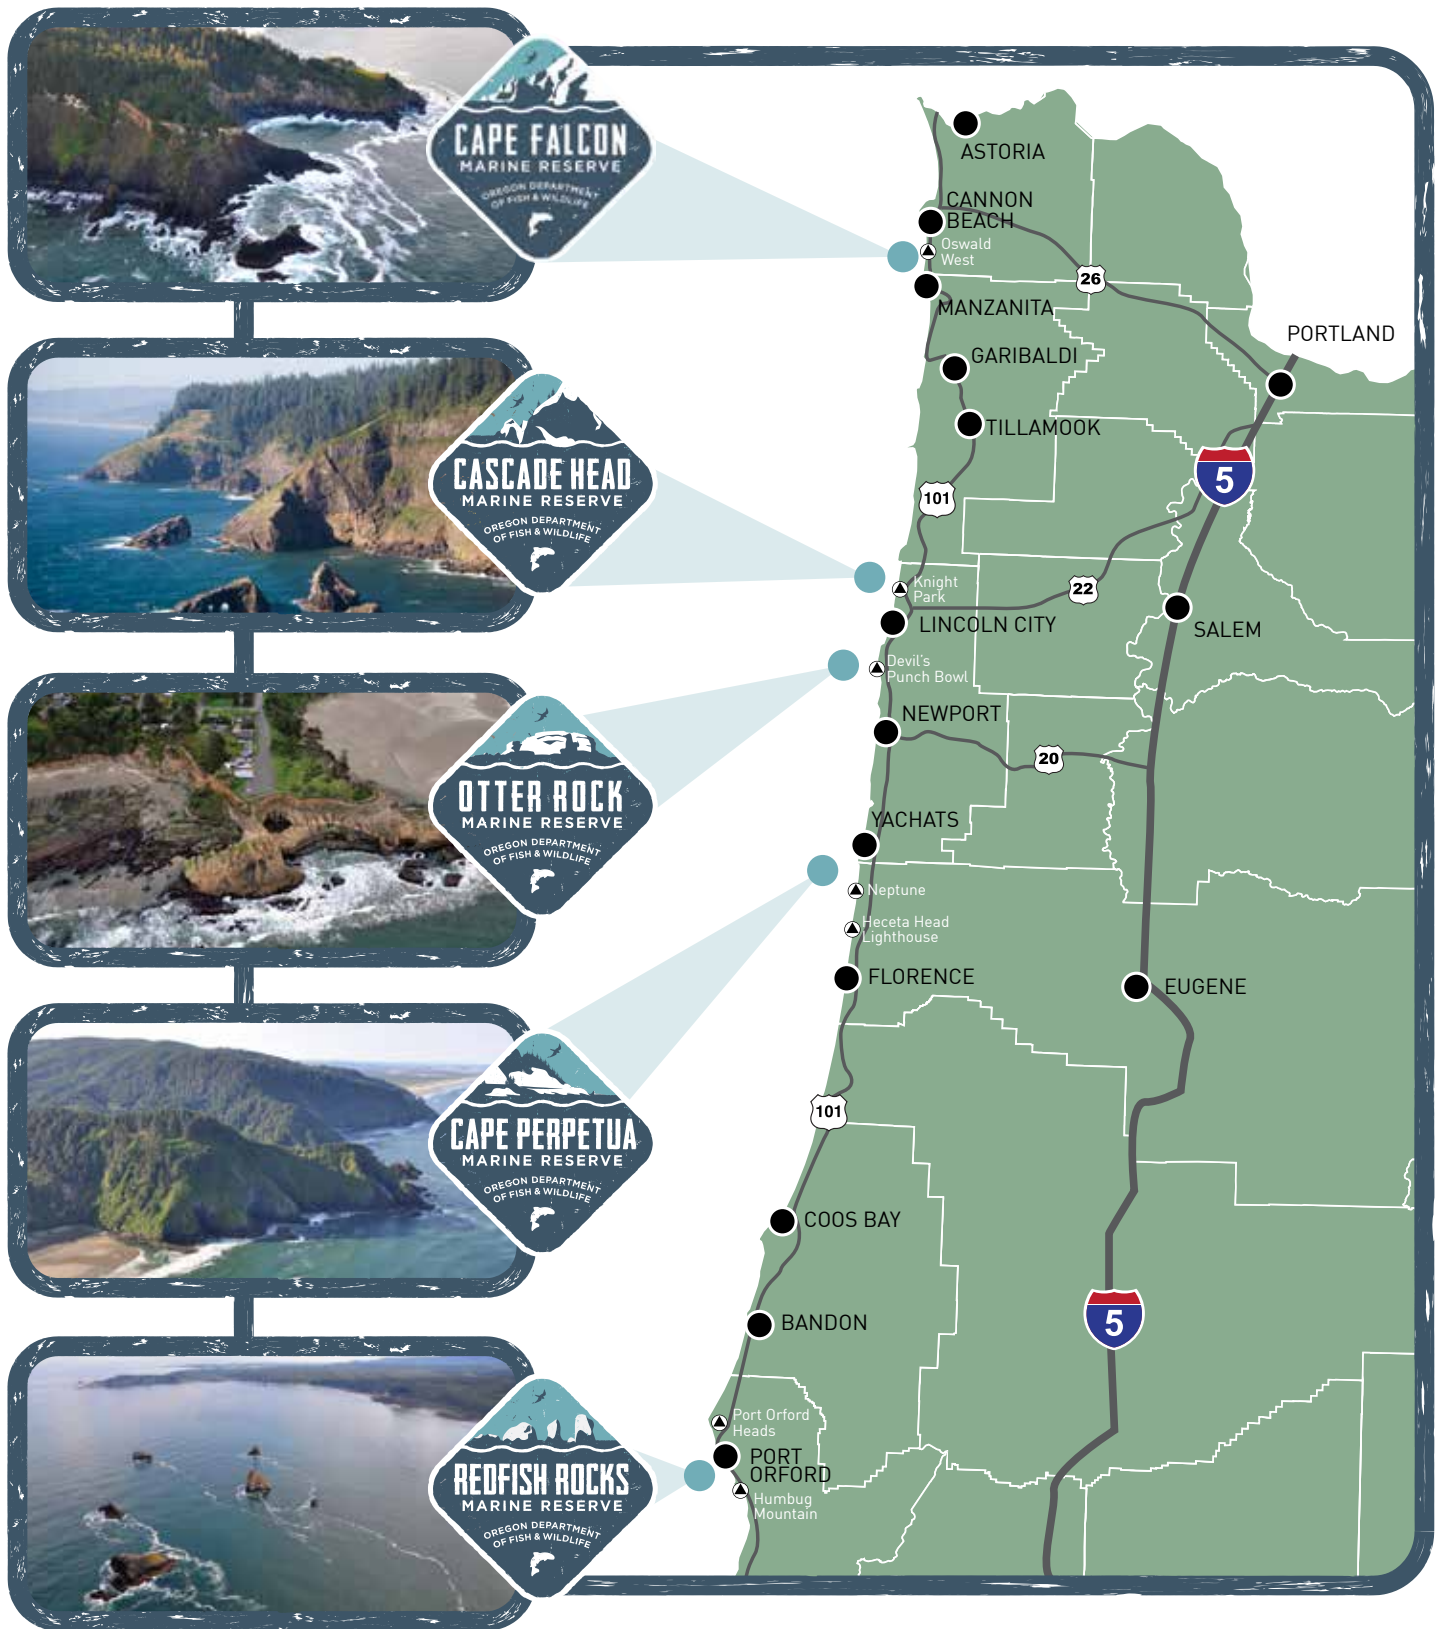 CAPE FALCON
MARINE RESERVE
OREGON DEPARTMENT
OF FISH & WILDLIFE
CASCADE HEAD
MARINE RESERVE
OREGON DEPARTMENT
OF FISH & WILDLIFE
OTTER ROCK
MARINE RESERVE
OREGON DEPARTMENT
OF FISH & WILDLIFE
CAPE PERPETUA
MARINE RESERVE
OREGON DEPARTMENT
OF FISH & WILDLIFE
REDFISH ROCKS
MARINE RESERVE
OREGON DEPARTMENT
OF FISH & WILDLIFE
ASTORIA
CANNON
BEACH
Oswald
West
26
MANZANITA
PORTLAND
GARIBALDI
TILLAMOOK
5
101
Knight
Park
22
LINCOLN CITY
SALEM
Devil's
Punch Bowl
NEWPORT
20
YACHATS
Neptune
Heceta Head
Lighthouse
FLORENCE
EUGENE
101
COOS BAY
5
BANDON
Port Orford
Heads
PORT
ORFORD
Humbug
Mountain